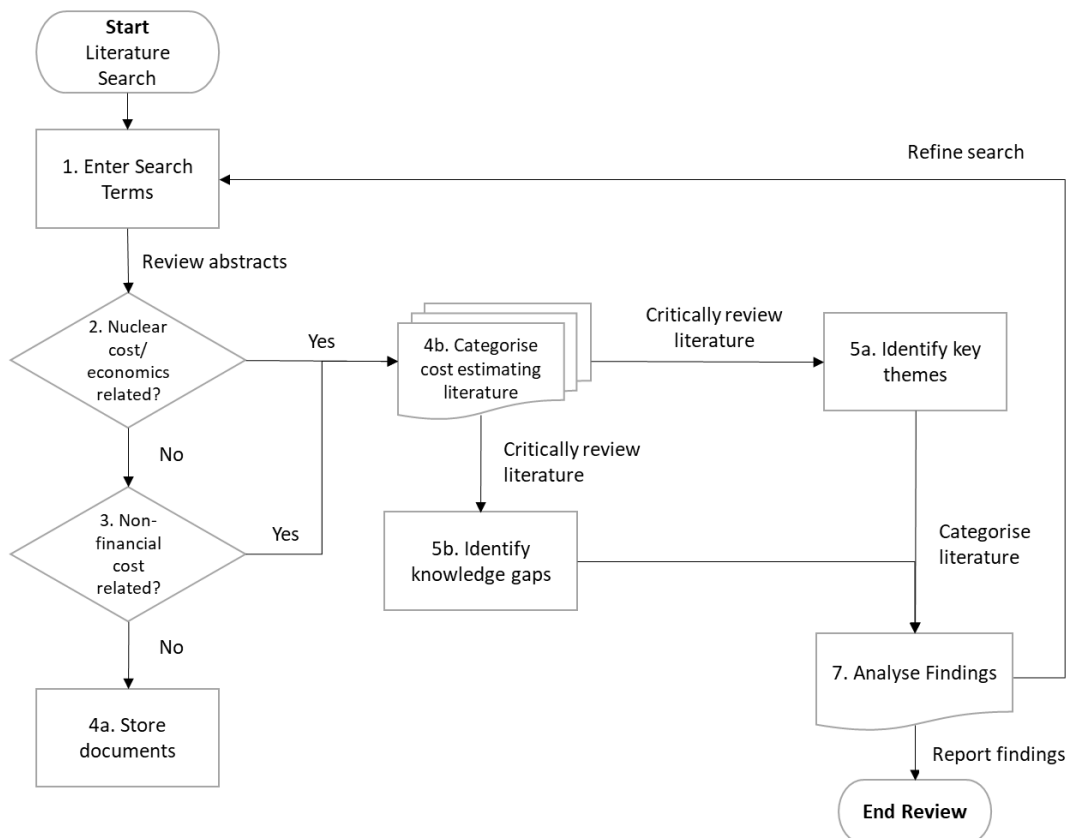 Start
Literature
Search
1. Enter Search
Terms
Refine search
Review abstracts
2. Nuclear
cost/
economics
related?
Yes
4b. Categorise
cost estimating
literature
Critically review
literature
5a. Identify key
themes
No
Critically review
literature
3. Non-
financial
cost
related?
Yes
5b. Identify
knowledge gaps
Categorise
literature
No
7. Analyse Findings
4a. Store
documents
Report findings
End Review